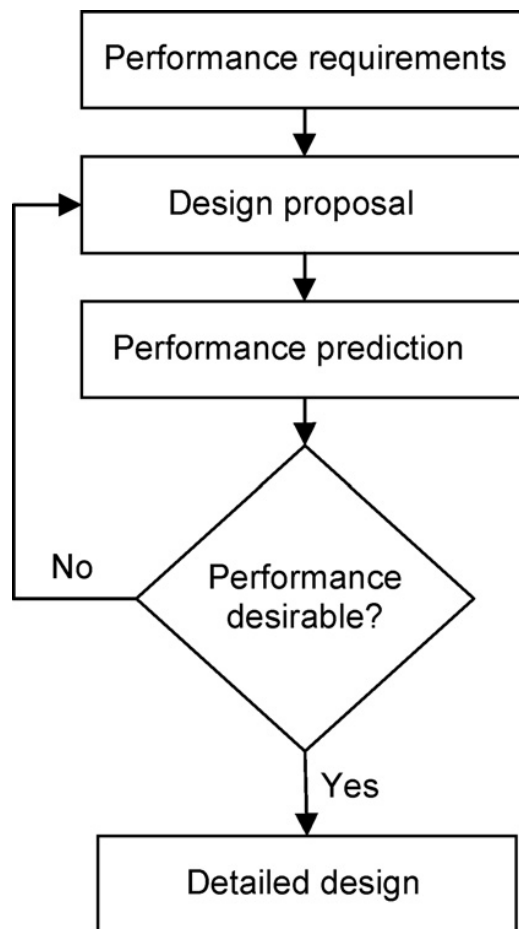 Performance requirements
Design proposal
Performance prediction
Performance
desirable?
No
Yes
Detailed design